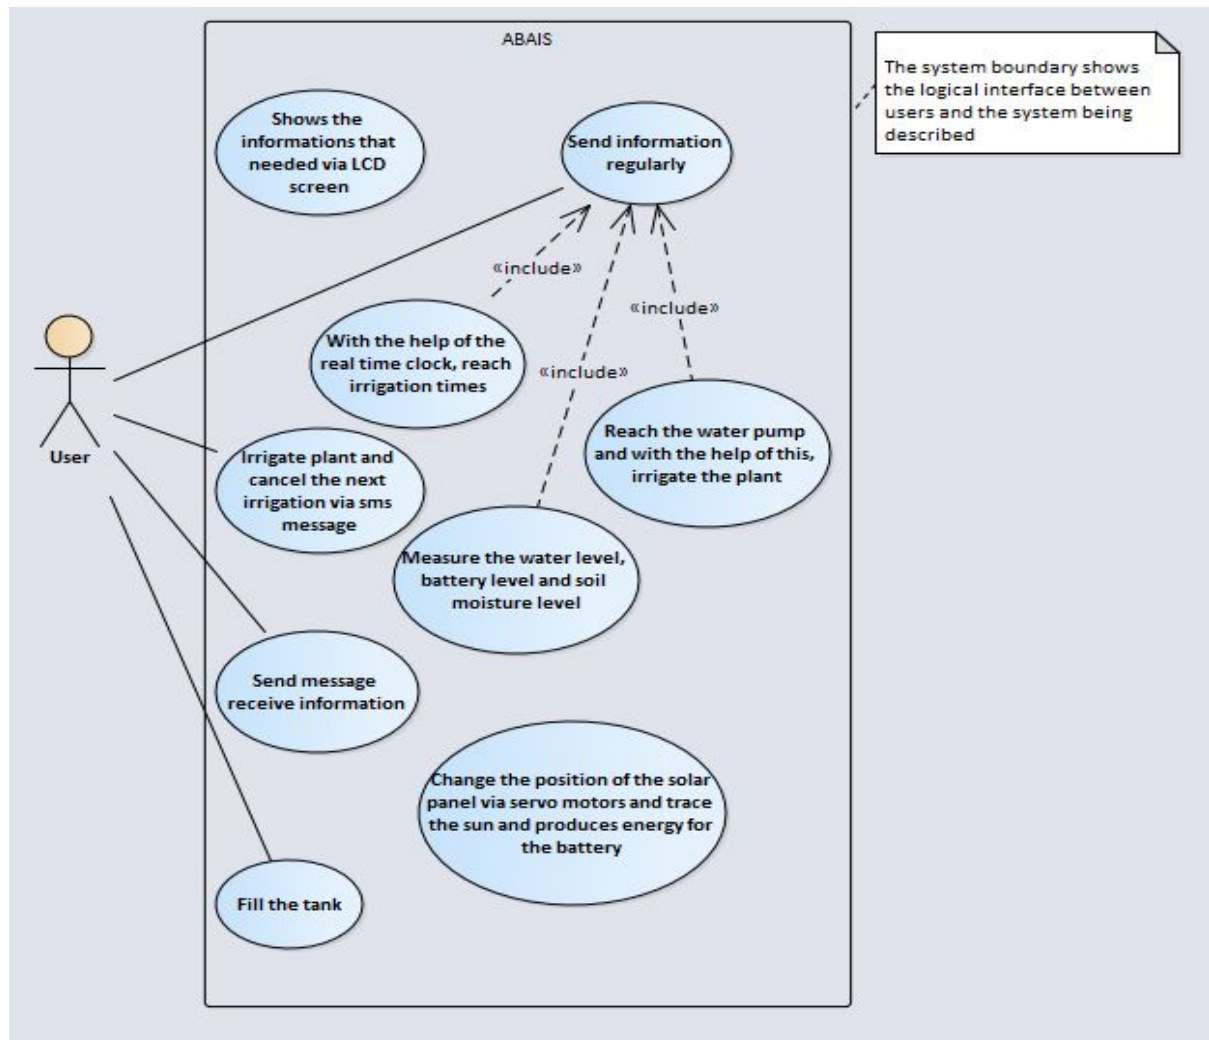 ABAIS
The system boundary shows
the logical interface between
users and the system being
described
Shows the
informations that
needed via LCD
screen
Send information
regularly
«include»
«include»
«include»
With the help of the
real time clock, reach
irrigation times
Reach the water pump
and with the help of this,
irrigate the plant
User
Irrigate plant and
cancel the next
irrigation via sms
message
Measure the water level,
battery level and soil
moisture level
Send message
receive information
Change the position of the solar
panel via servo motors and trace
the sun and produces energy for
the battery
Fill the tank